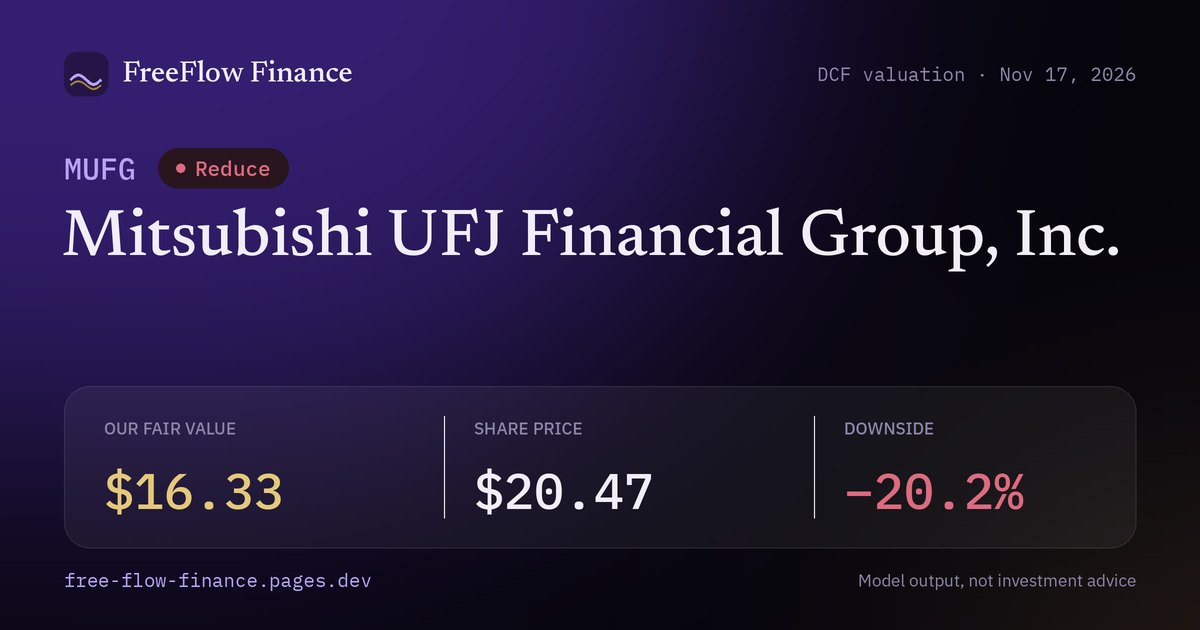 FreeFlow Finance
DCF valuation · Nov 17, 2026
MUFG
Reduce
Mitsubishi UFJ Financial Group, Inc.
OUR FAIR VALUE
$16.33
SHARE PRICE
$20.47
DOWNSIDE
−20.2%
free-flow-finance.pages.dev
Model output, not investment advice